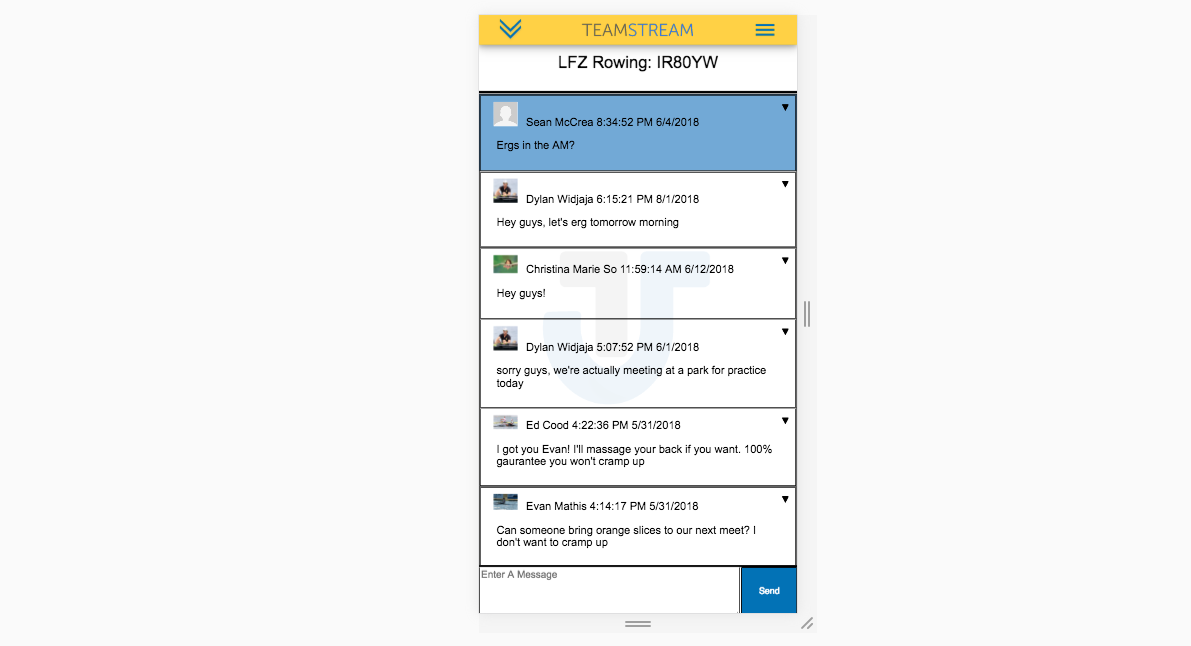 TEAMSTREAM
LFZ Rowing: IR80YW
Sean McCrea 8:34:52 PM 6/4/2018
Ergs in the AM?
Dylan Widjaja 6:15:21 PM 8/1/2018
Hey guys, let's erg tomorrow morning
Christina Marie So 11:59:14 AM 6/12/2018
Hey guys!
Dylan Widjaja 5:07:52 PM 6/1/2018
sorry guys, we're actually meeting at a park for practice
today
Ed Cood 4:22:36 PM 5/31/2018
I got you Evan! I'll massage your back if you want. 100%
gaurantee you won't cramp up
Evan Mathis 4:14:17 PM 5/31/2018
Can someone bring orange slices to our next meet? I
don't want to cramp up
Enter A Message
Send